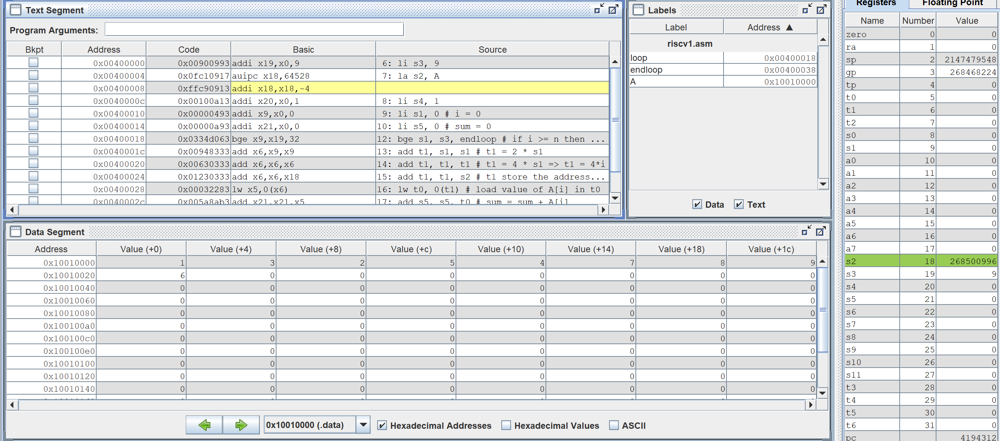 Text Segment
Program Arguments:
Bkpt Address Code Basic Source
0x00400000 0x00900993 addi x19,x0,9 6: li s3, 9
0x00400004 0x0fc10917 auipc x18,64528 7: la s2, A
0x00400008 0xffc90913 addi x18,x18,-4
0x0040000c 0x00100a13 addi x20,x0,1 8: li s4, 1
0x00400010 0x00000493 addi x9,x0,0 9: li s1, 0 # i = 0
0x00400014 0x00000a93 addi x21,x0,0 10: li s5, 0 # sum = 0
0x00400018 0x0334d063 bge x9,x19,32 12: bge s1, s3, endloop # if i >= n then ...
0x0040001c 0x00948333 add x6,x9,x9 13: add t1, s1, s1 # t1 = 2 * s1
0x00400020 0x00630333 add x6,x6,x6 14: add t1, t1, t1 # t1 = 4 * s1 => t1 = 4*i
0x00400024 0x01230333 add x6,x6,x18 15: add t1, t1, s2 # t1 store the address...
0x00400028 0x00032283 lw x5,0(x6) 16: lw t0, 0(t1) # load value of A[i] in t0
0x0040002c 0x005a8ab3 add x21,x21,x5 17: add s5, s5, t0 # sum = sum + A[i]
Labels
Label Address ▲
riscv1.asm
loop 0x00400018
endloop 0x00400038
A 0x10010000
Data Text
Data Segment
Address Value (+0) Value (+4) Value (+8) Value (+c) Value (+10) Value (+14) Value (+18) Value (+1c)
0x10010000 1 3 2 5 4 7 8 9
0x10010020 6 0 0 0 0 0 0 0
0x10010040 0 0 0 0 0 0 0 0
0x10010060 0 0 0 0 0 0 0 0
0x10010080 0 0 0 0 0 0 0 0
0x100100a0 0 0 0 0 0 0 0 0
0x100100c0 0 0 0 0 0 0 0 0
0x100100e0 0 0 0 0 0 0 0 0
0x10010100 0 0 0 0 0 0 0 0
0x10010120 0 0 0 0 0 0 0 0
0x10010140 0 0 0 0 0 0 0 0
0x10010000 (.data) Hexadecimal Addresses Hexadecimal Values ASCII
Registers Floating Point
Name Number Value
zero 0 0
ra 1 0
sp 2 2147479548
gp 3 268468224
tp 4 0
t0 5 0
t1 6 0
t2 7 0
s0 8 0
s1 9 0
a0 10 0
a1 11 0
a2 12 0
a3 13 0
a4 14 0
a5 15 0
a6 16 0
a7 17 0
s2 18 268500996
s3 19 9
s4 20 0
s5 21 0
s6 22 0
s7 23 0
s8 24 0
s9 25 0
s10 26 0
s11 27 0
t3 28 0
t4 29 0
t5 30 0
t6 31 0
pc 4194312